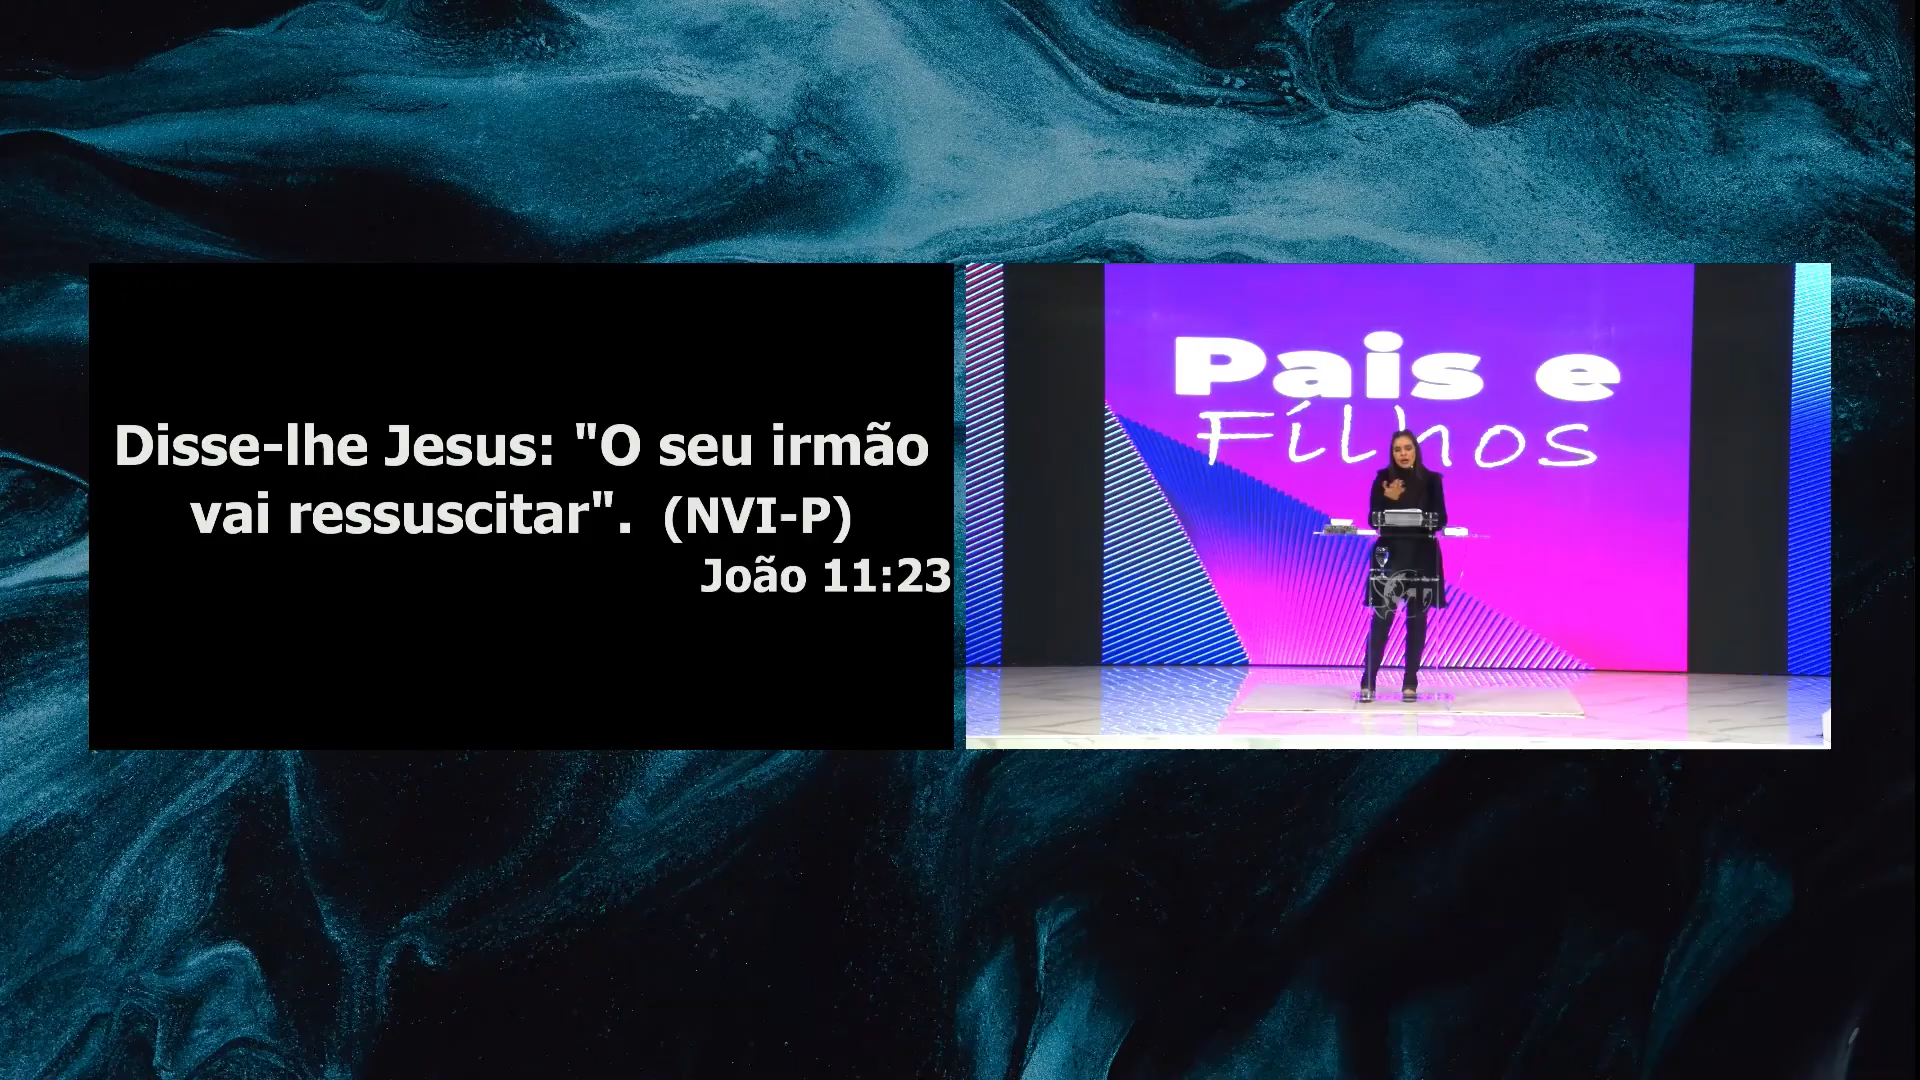 Disse-lhe Jesus: "O seu irmão
vai ressuscitar". (NVI-P)
João 11:23
Pais e
Filhos